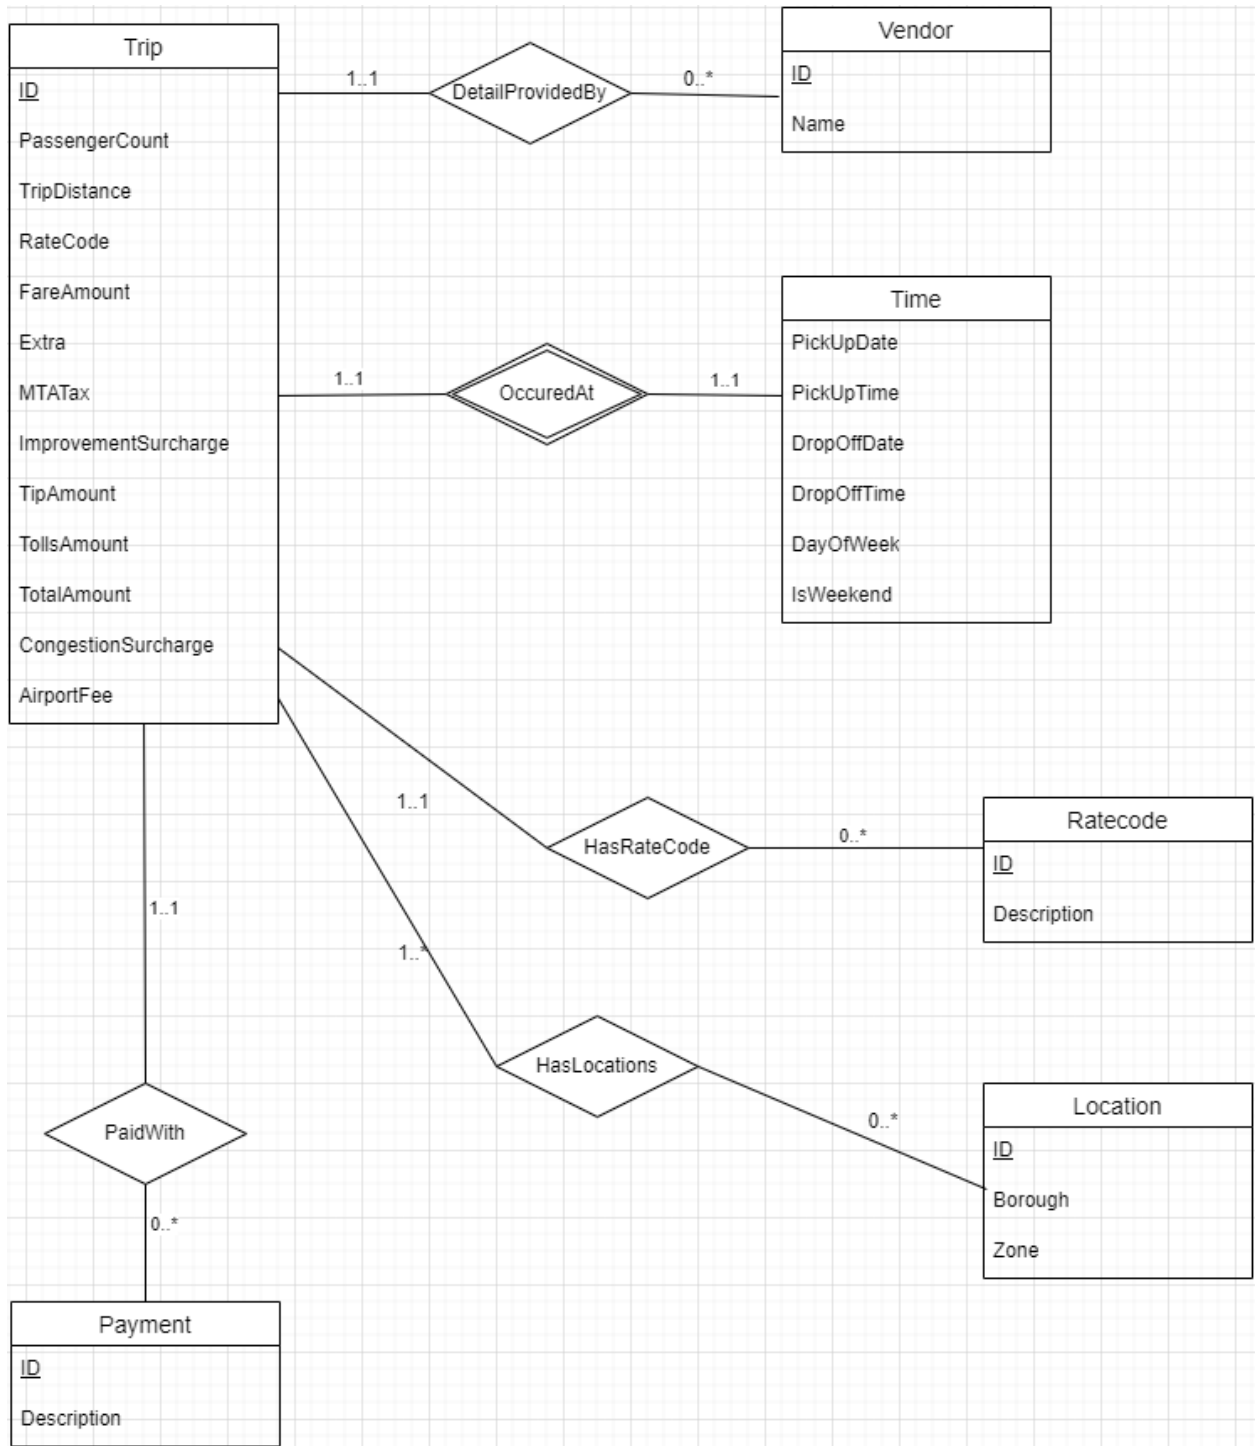 Trip
ID
PassengerCount
TripDistance
RateCode
FareAmount
Extra
MTATax
ImprovementSurcharge
TipAmount
TollsAmount
TotalAmount
CongestionSurcharge
AirportFee
1..1
DetailProvidedBy
0..*
Vendor
ID
Name
1..1
OccuredAt
1..1
Time
PickUpDate
PickUpTime
DropOffDate
DropOffTime
DayOfWeek
IsWeekend
1..1
HasRateCode
0..*
Ratecode
ID
Description
1..*
HasLocations
0..*
Location
ID
Borough
Zone
1..1
PaidWith
0..*
Payment
ID
Description